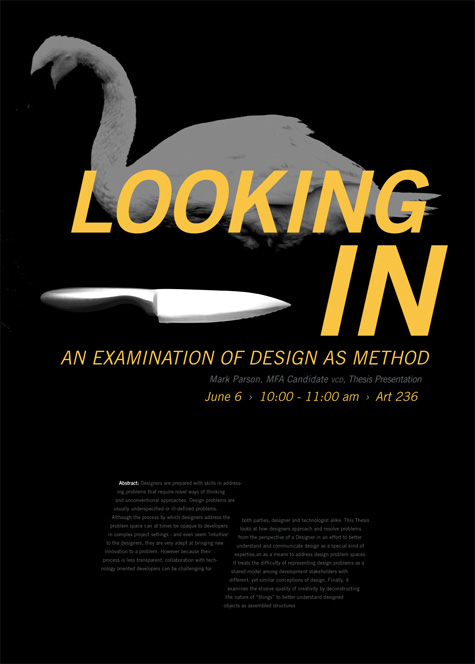 LOOKING
IN
AN EXAMINATION OF DESIGN AS METHOD
Mark Parson, MFA Candidate VCD, Thesis Presentation
June 6 › 10:00 - 11:00 am › Art 236
Abstract: Designers are prepared with skills in address-
ing problems that require novel ways of thinking
and unconventional approaches. Design problems are
usually underspecified or ill-defined problems.
Although the process by which designers address the
problem space can at times be opaque to developers
in complex project settings - and even seem 'intuitive'
to the designers, they are very adept at bringing new
innovation to a problem. However because their
process is less transparent, collaboration with tech-
nology oriented developers can be challenging for
both parties, designer and technologist alike. This Thesis
looks at how designers approach and resolve problems
from the perspective of a Designer in an effort to better
understand and communicate design as a special kind of
expertise,an as a means to address design problem spaces.
It treats the difficulty of representing design problems as a
shared model among development stakeholders with
different, yet similar conceptions of design. Finally, it
examines the elusive quality of creativity by deconstructing
the nature of "things" to better understand designed
objects as assembled structures